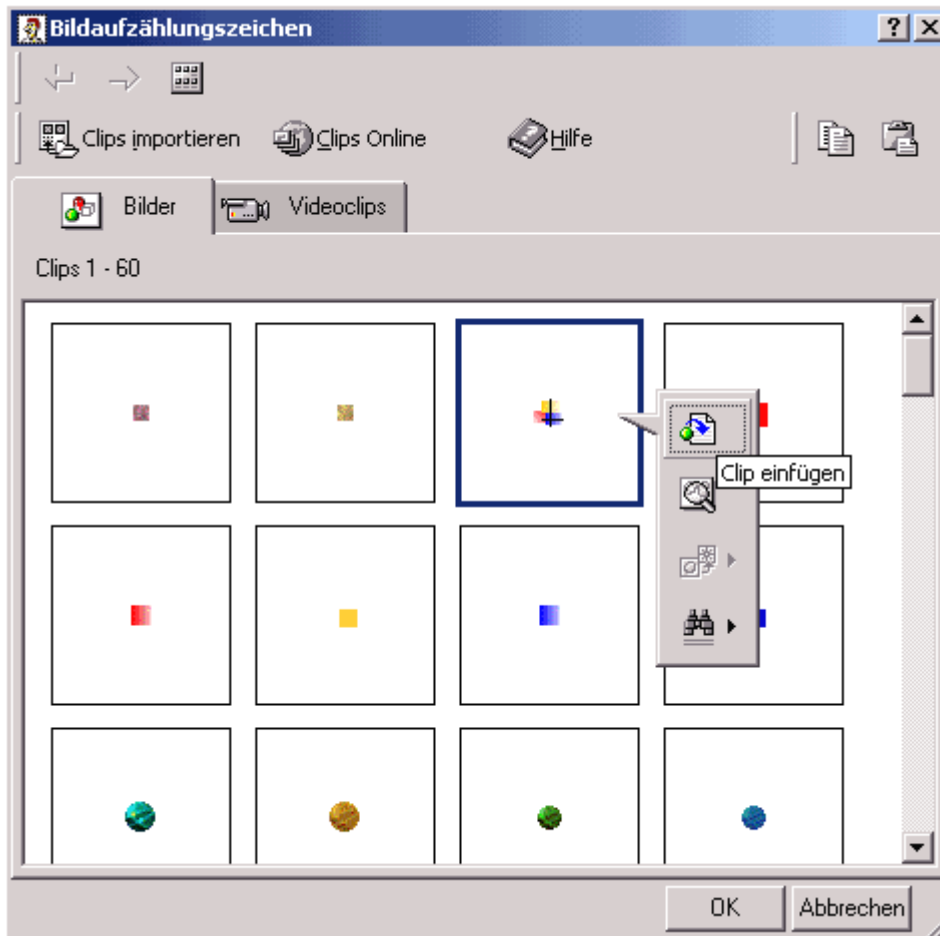 Bildaufzählungszeichen
Clips importieren Clips Online Hilfe
Bilder Videoclips
Clips 1 - 60
Clip einfügen
OK Abbrechen